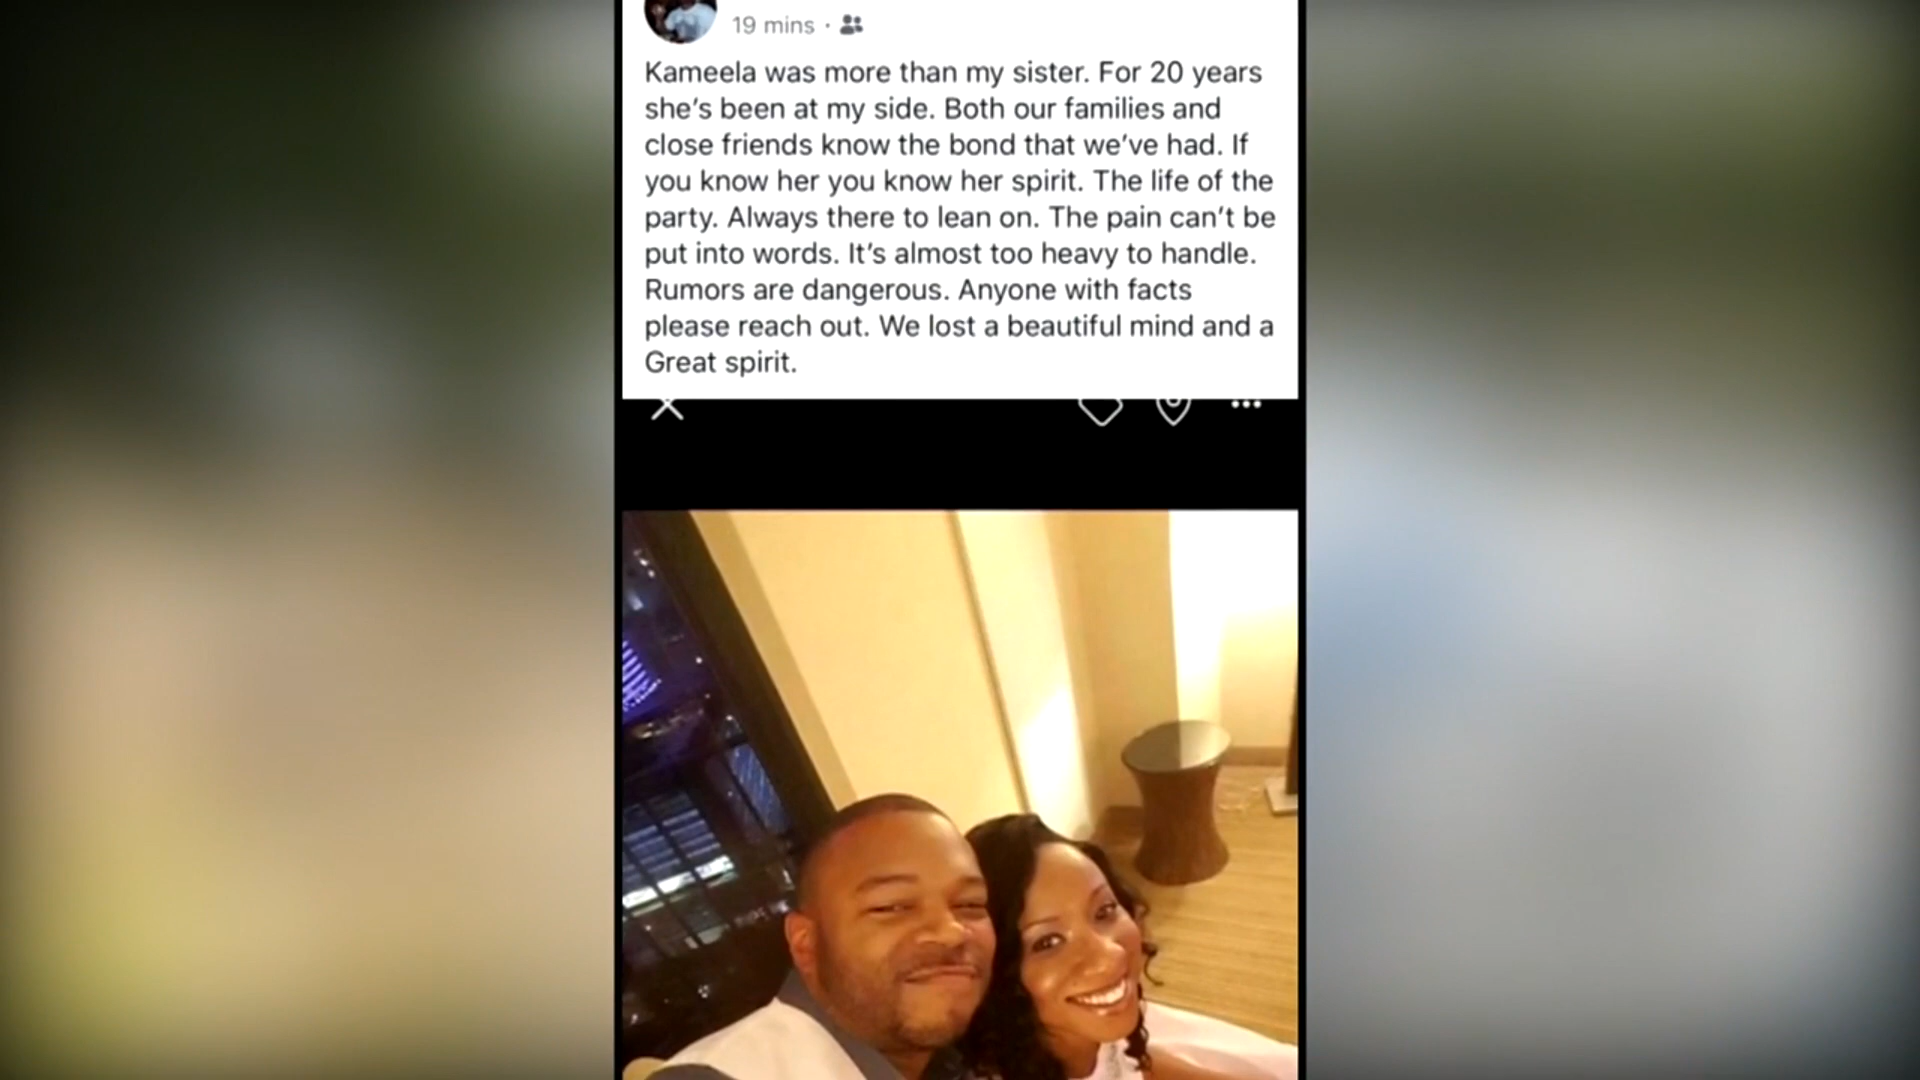 19 mins ·
Kameela was more than my sister. For 20 years
she's been at my side. Both our families and
close friends know the bond that we've had. If
you know her you know her spirit. The life of the
party. Always there to lean on. The pain can't be
put into words. It's almost too heavy to handle.
Rumors are dangerous. Anyone with facts
please reach out. We lost a beautiful mind and a
Great spirit.